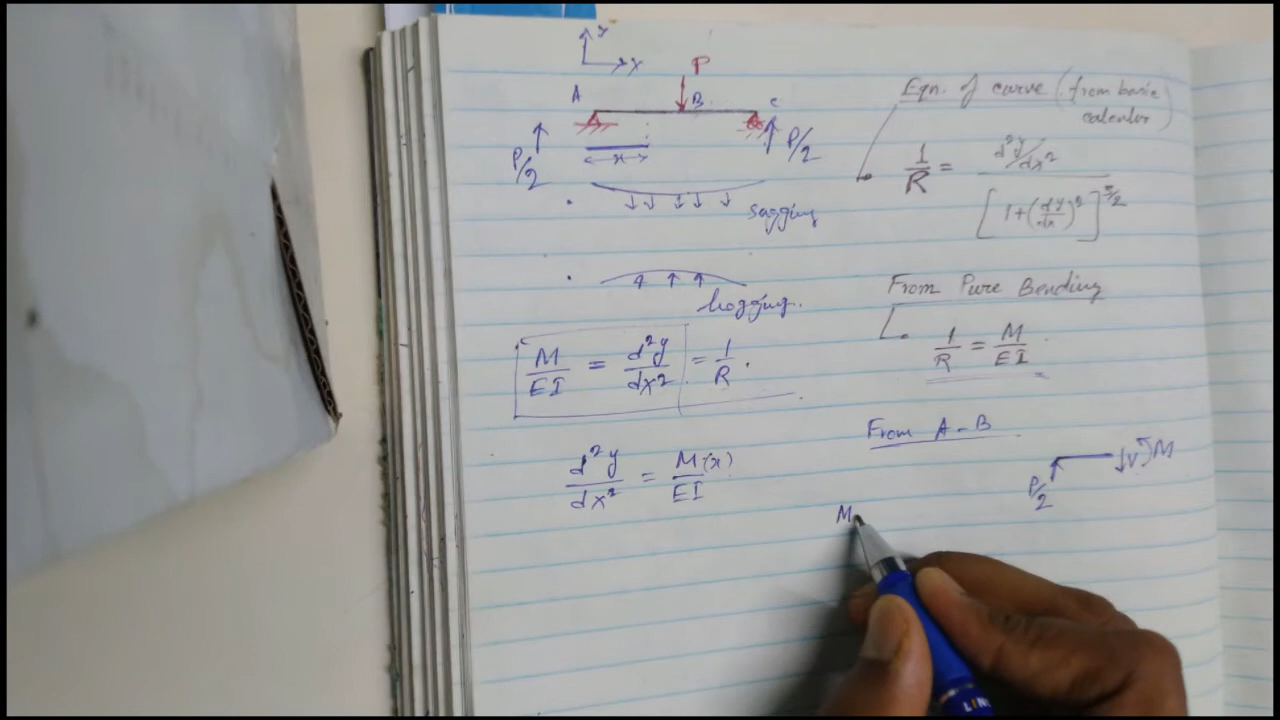 y
x
P
A
B
C
P/2
P/2
x
sagging
hogging.
M/EI = d²y/dx² = 1/R .
d²y/dx² = M(x)/EI
Eqn. of curve (from basic
calculus)
1/R = d²y/dx² / [1+(dy/dx)²]^3/2
From Pure Bending
1/R = M/EI
From A-B
P/2
V
M
M
LIN